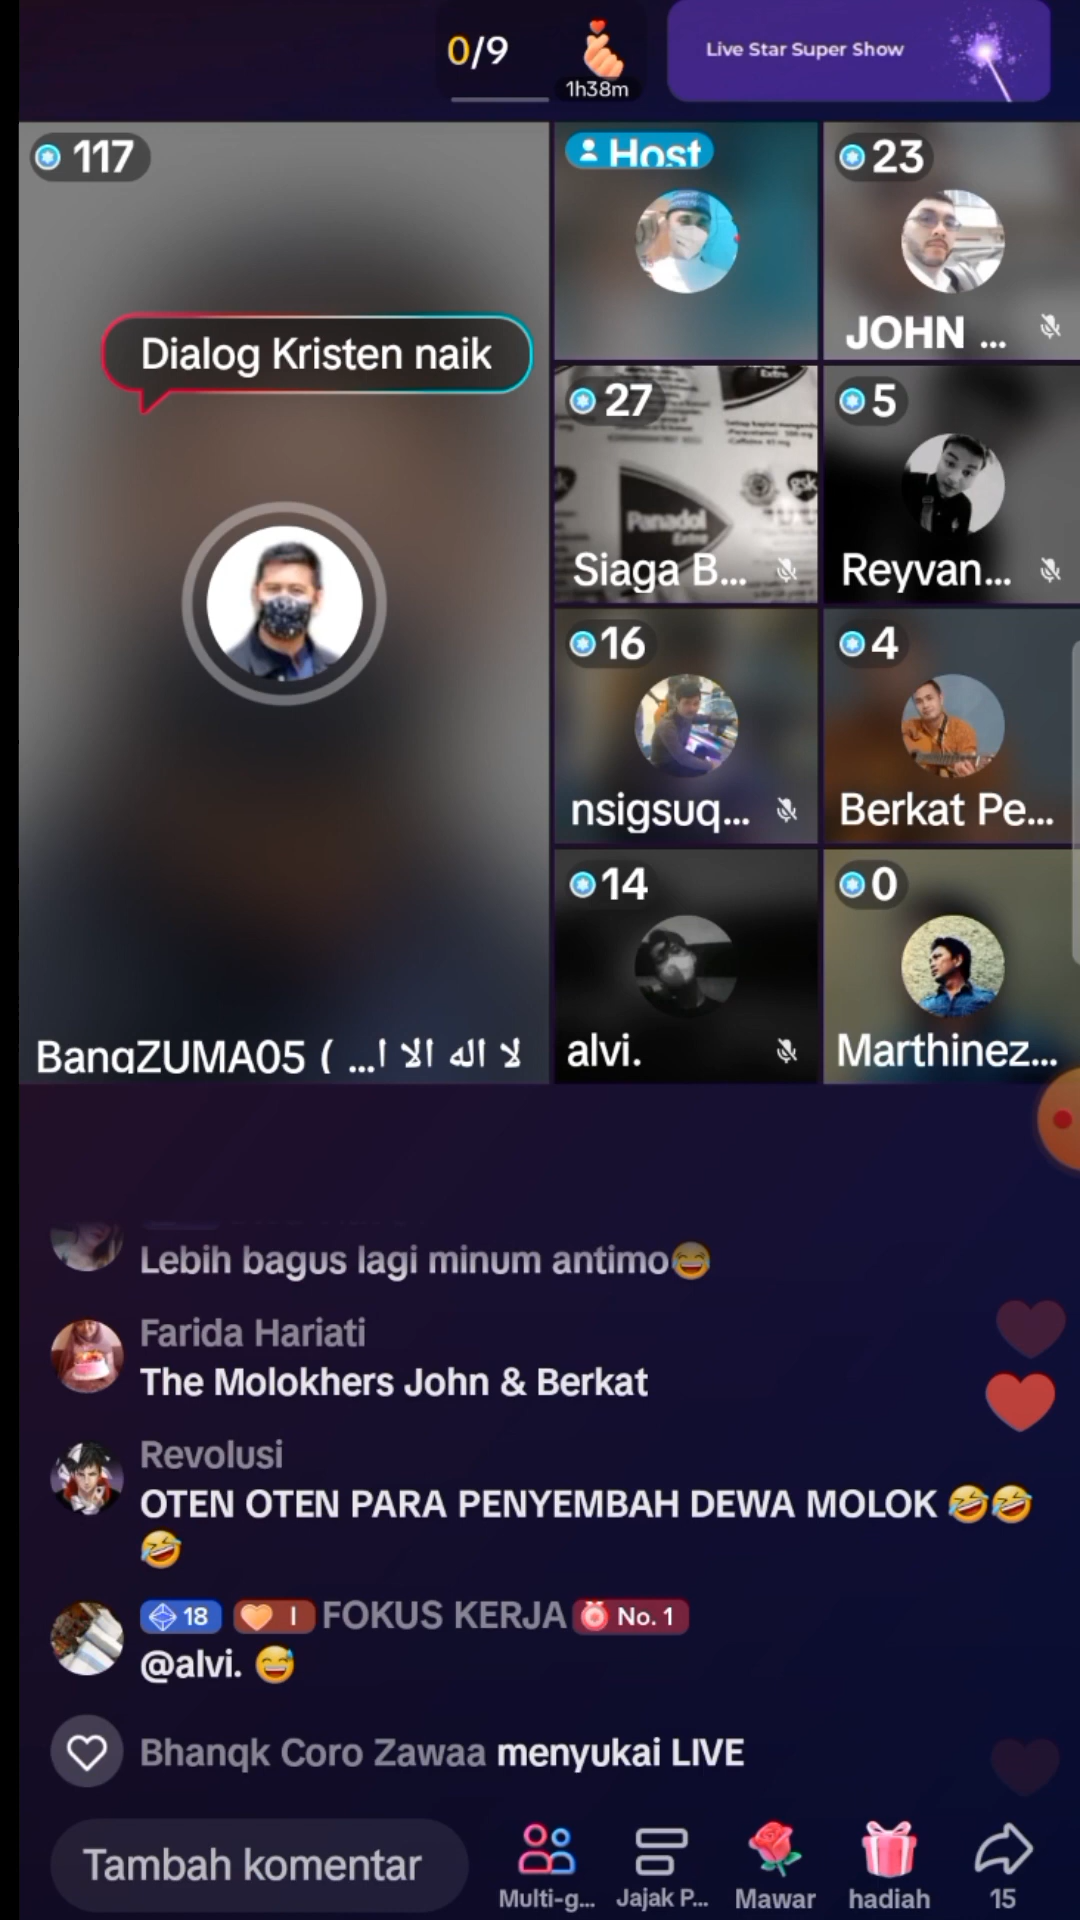 0/9
1h38m
Live Star Super Show
117
Host
23
Dialog Kristen naik
JOHN ...
27
5
Panadol
Extra
gsk
Siaga B...
Reyvan...
16
4
nsigsuq...
Berkat Pe...
14
0
BangZUMA05 ( ...لا اله الا ا
alvi.
Marthinez...
Lebih bagus lagi minum antimo😂
Farida Hariati
The Molokhers John & Berkat
Revolusi
OTEN OTEN PARA PENYEMBAH DEWA MOLOK 🤣🤣
🤣
18 I FOKUS KERJA No. 1
@alvi. 😅
Bhanqk Coro Zawaa menyukai LIVE
Tambah komentar
Multi-g...
Jajak P...
Mawar
hadiah
15